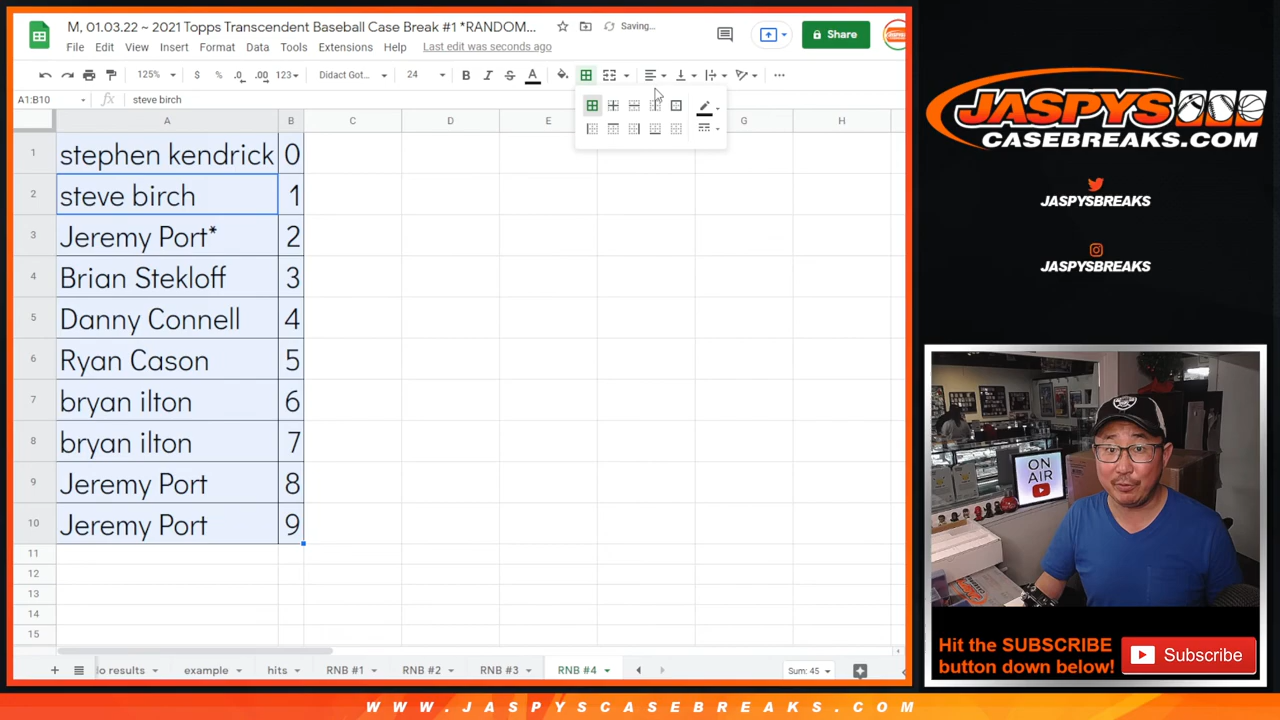 M, 01.03.22 ~ 2021 Topps Transcendent Baseball Case Break #1 *RANDOM...
Saving...
Share
File Edit View Insert Format Data Tools Extensions Help Last edit was seconds ago
125% $ % .0 .00 123 Didact Got... 24 B I S A
A1:B10 fx steve birch
A B C D E G H
1 stephen kendrick 0
2 steve birch 1
3 Jeremy Port* 2
4 Brian Stekloff 3
5 Danny Connell 4
6 Ryan Cason 5
7 bryan ilton 6
8 bryan ilton 7
9 Jeremy Port 8
10 Jeremy Port 9
11
12
13
14
15
io results example hits RNB #1 RNB #2 RNB #3 RNB #4 Sum: 45
JASPYS
CASEBREAKS.COM
JASPYSBREAKS
JASPYSBREAKS
ON
AIR
Hit the SUBSCRIBE
button down below!
Subscribe
WWW.JASPYSCASEBREAKS.COM